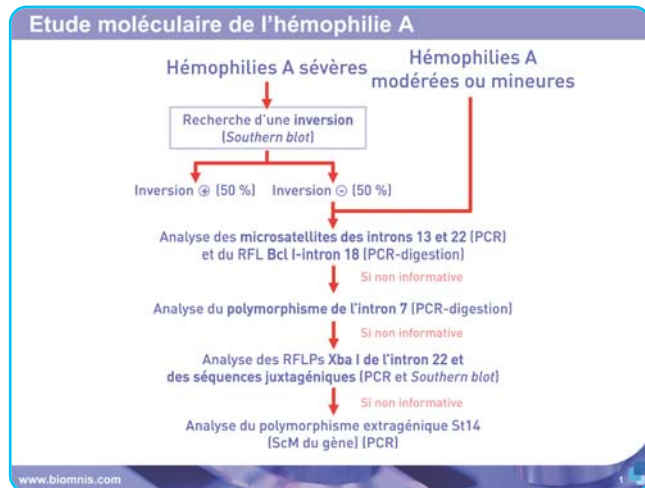 Etude moléculaire de l'hémophilie A
Hémophilies A sévères
Hémophilies A
modérées ou mineures
Recherche d'une inversion
(Southern blot)
Inversion ⊕ (50 %)
Inversion ⊖ (50 %)
Analyse des microsatellites des introns 13 et 22 (PCR)
et du RFL Bcl I-intron 18 (PCR-digestion)
Si non informative
Analyse du polymorphisme de l'intron 7 (PCR-digestion)
Si non informative
Analyse des RFLPs Xba I de l'intron 22 et
des séquences juxtagéniques (PCR et Southern blot)
Si non informative
Analyse du polymorphisme extragénique St14
(ScM du gène) (PCR)
www.biomnis.com
1